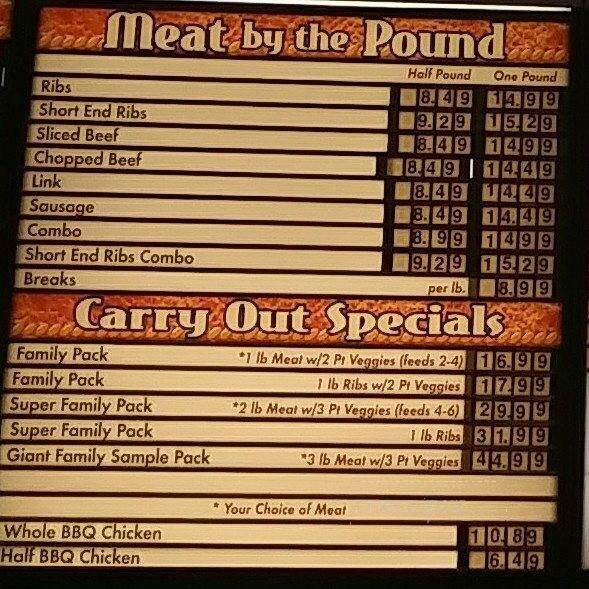 Meat by the Pound
Half Pound One Pound
Ribs 8.49 14.99
Short End Ribs 9.29 15.29
Sliced Beef 8.49 14.99
Chopped Beef 8.49 14.49
Link 8.49 14.49
Sausage 8.49 14.49
Combo 8.99 14.99
Short End Ribs Combo 9.29 15.29
Breaks per lb. 8.99
Carry Out Specials
Family Pack *1 lb Meat w/2 Pt Veggies (feeds 2-4) 16.99
Family Pack 1 lb Ribs w/2 Pt Veggies 17.99
Super Family Pack *2 lb Meat w/3 Pt Veggies (feeds 4-6) 29.99
Super Family Pack 1 lb Ribs 31.99
Giant Family Sample Pack *3 lb Meat w/3 Pt Veggies 44.99
* Your Choice of Meat
Whole BBQ Chicken 10.89
Half BBQ Chicken 6.49